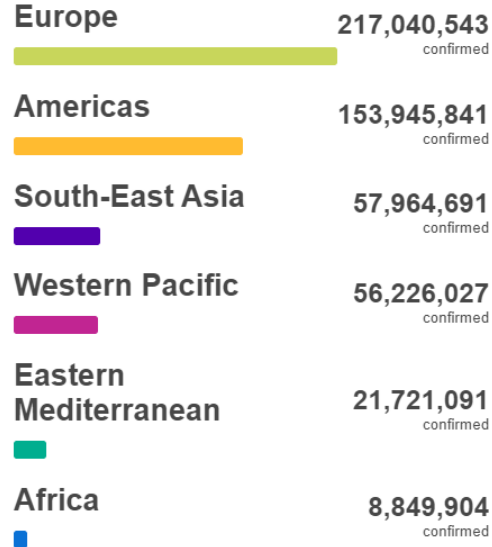 Europe
217,040,543
confirmed
Americas
153,945,841
confirmed
South-East Asia
57,964,691
confirmed
Western Pacific
56,226,027
confirmed
Eastern
Mediterranean
21,721,091
confirmed
Africa
8,849,904
confirmed